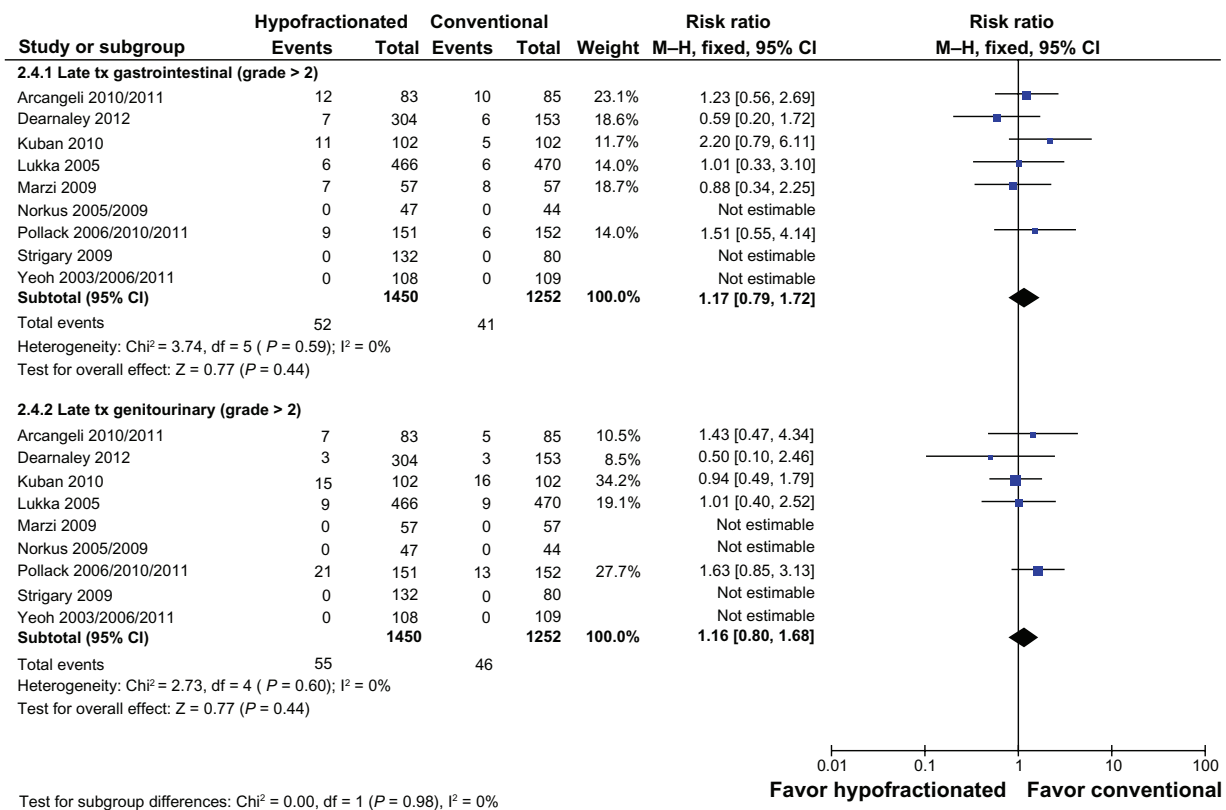 Hypofractionated Conventional Risk ratio Risk ratio
Study or subgroup Events Total Events Total Weight M–H, fixed, 95% CI M–H, fixed, 95% CI
2.4.1 Late tx gastrointestinal (grade > 2)
Arcangeli 2010/2011 12 83 10 85 23.1% 1.23 [0.56, 2.69]
Dearnaley 2012 7 304 6 153 18.6% 0.59 [0.20, 1.72]
Kuban 2010 11 102 5 102 11.7% 2.20 [0.79, 6.11]
Lukka 2005 6 466 6 470 14.0% 1.01 [0.33, 3.10]
Marzi 2009 7 57 8 57 18.7% 0.88 [0.34, 2.25]
Norkus 2005/2009 0 47 0 44 Not estimable
Pollack 2006/2010/2011 9 151 6 152 14.0% 1.51 [0.55, 4.14]
Strigary 2009 0 132 0 80 Not estimable
Yeoh 2003/2006/2011 0 108 0 109 Not estimable
Subtotal (95% CI) 1450 1252 100.0% 1.17 [0.79, 1.72]
Total events 52 41
Heterogeneity: Chi² = 3.74, df = 5 ( P = 0.59); I² = 0%
Test for overall effect: Z = 0.77 (P = 0.44)
2.4.2 Late tx genitourinary (grade > 2)
Arcangeli 2010/2011 7 83 5 85 10.5% 1.43 [0.47, 4.34]
Dearnaley 2012 3 304 3 153 8.5% 0.50 [0.10, 2.46]
Kuban 2010 15 102 16 102 34.2% 0.94 [0.49, 1.79]
Lukka 2005 9 466 9 470 19.1% 1.01 [0.40, 2.52]
Marzi 2009 0 57 0 57 Not estimable
Norkus 2005/2009 0 47 0 44 Not estimable
Pollack 2006/2010/2011 21 151 13 152 27.7% 1.63 [0.85, 3.13]
Strigary 2009 0 132 0 80 Not estimable
Yeoh 2003/2006/2011 0 108 0 109 Not estimable
Subtotal (95% CI) 1450 1252 100.0% 1.16 [0.80, 1.68]
Total events 55 46
Heterogeneity: Chi² = 2.73, df = 4 ( P = 0.60); I² = 0%
Test for overall effect: Z = 0.77 (P = 0.44)
0.01 0.1 1 10 100
Favor hypofractionated Favor conventional
Test for subgroup differences: Chi² = 0.00, df = 1 (P = 0.98), I² = 0%